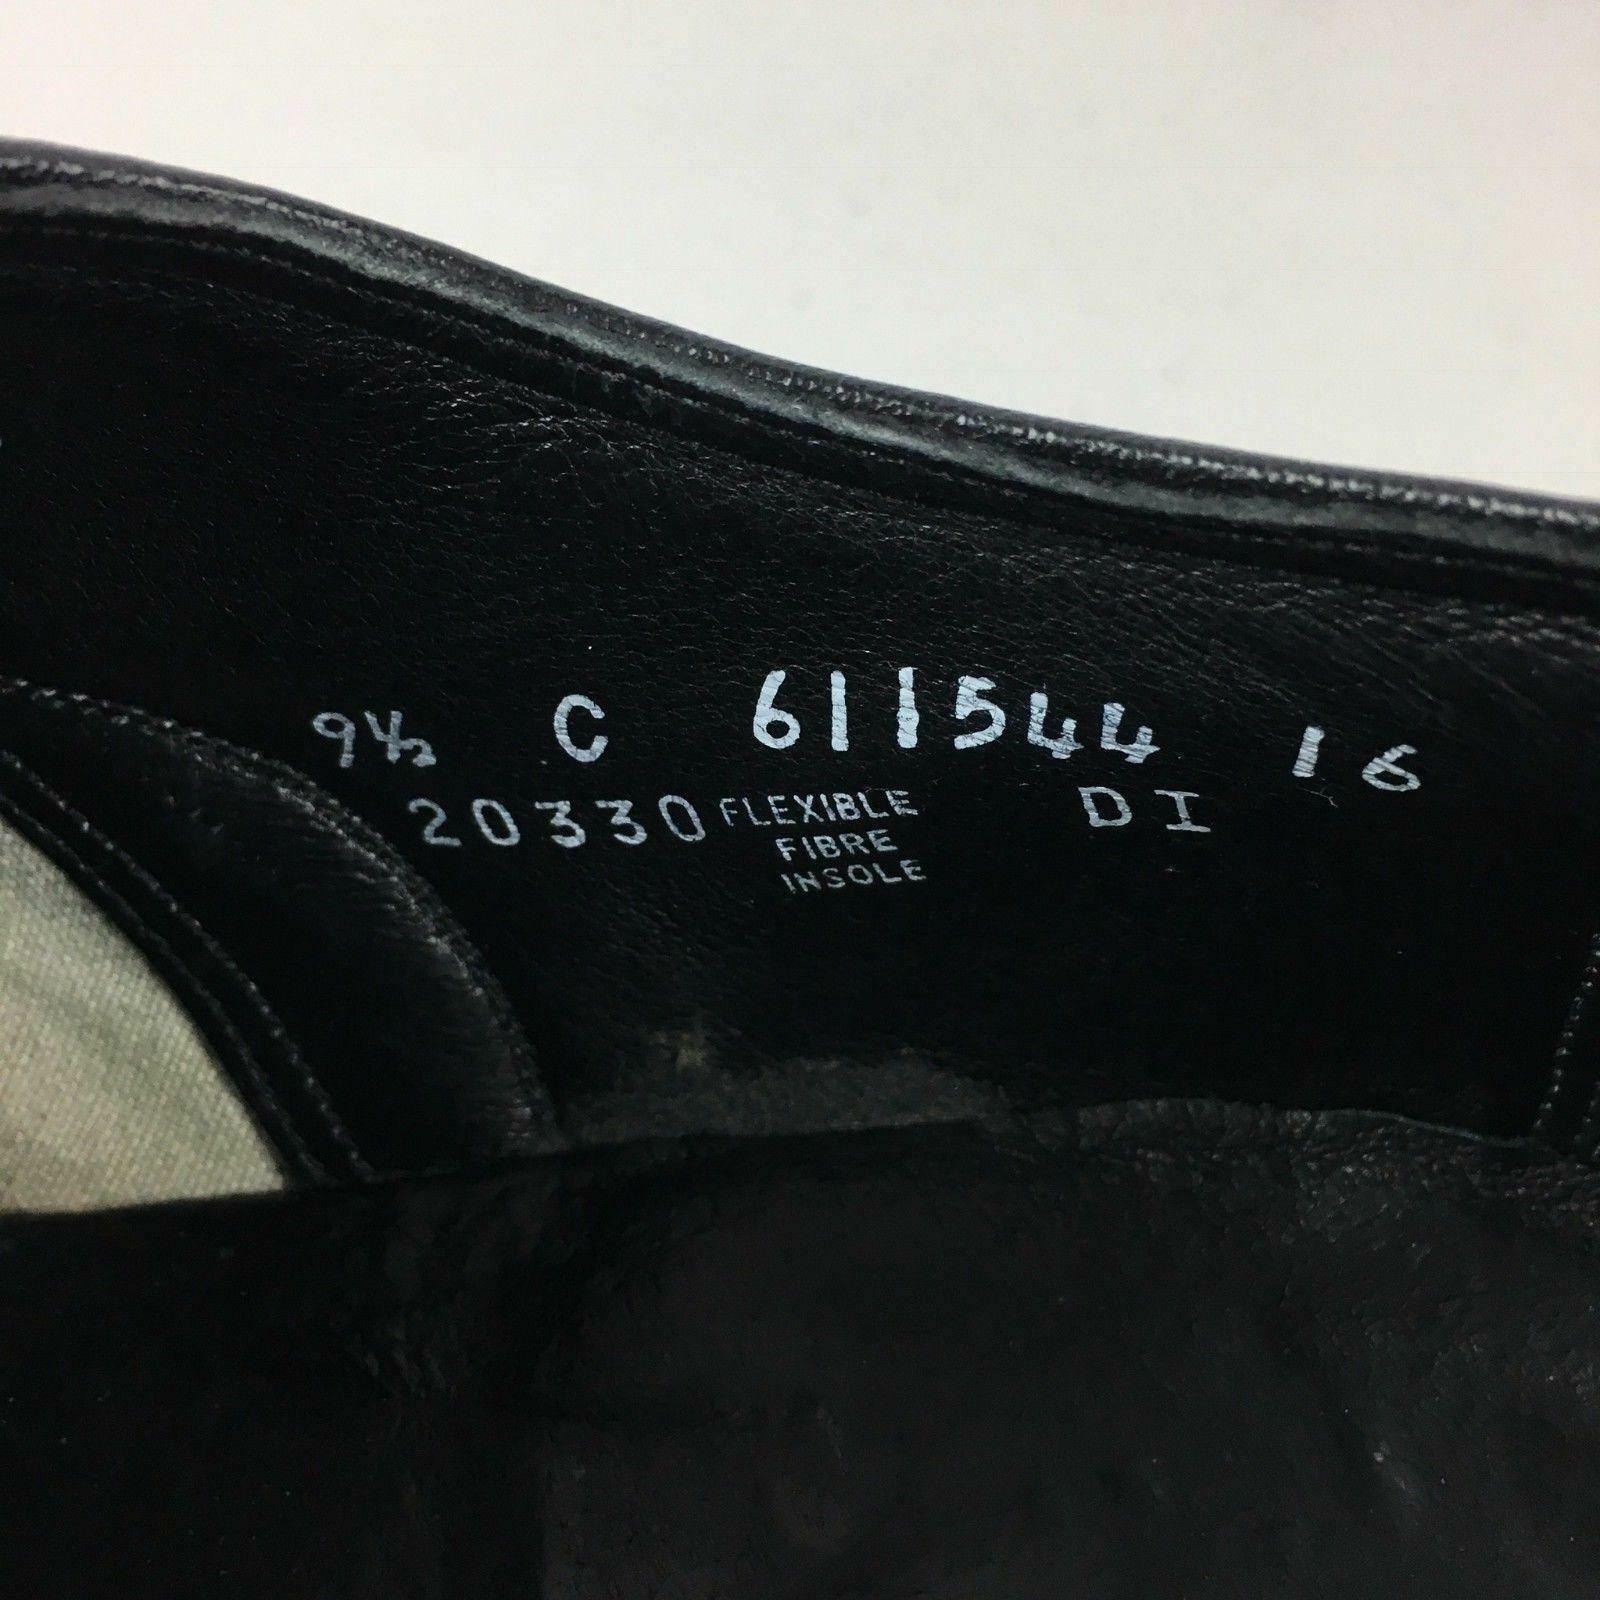 9½ C 611544 16
20330 FLEXIBLE DI
FIBRE
INSOLE